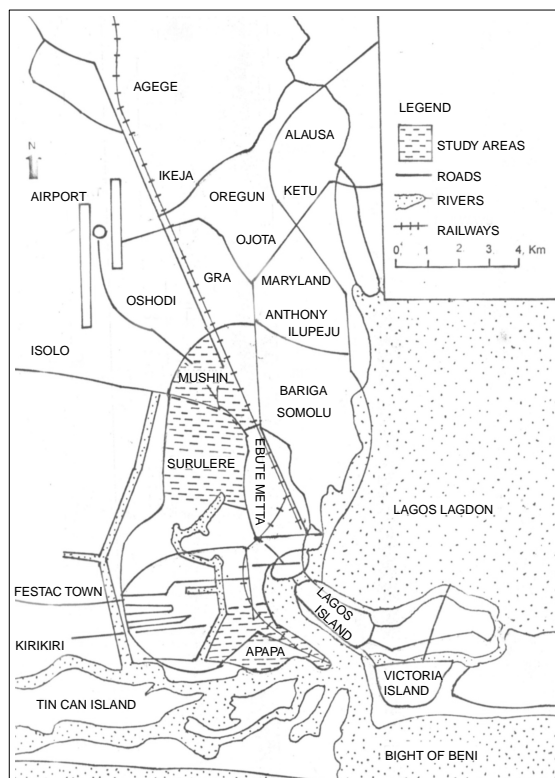 AGEGE
LEGEND
ALAUSA
STUDY AREAS
N
ROADS
IKEJA
KETU
AIRPORT
OREGUN
RIVERS
OJOTA
RAILWAYS
0, 1 2 3 4, Km
GRA
MARYLAND
OSHODI
ANTHONY
ILUPEJU
ISOLO
MUSHIN
BARIGA
SOMOLU
SURULERE
EBUTE METTA
LAGOS LAGDON
FESTAC TOWN
LAGOS
ISLAND
KIRIKIRI
APAPA
VICTORIA
ISLAND
TIN CAN ISLAND
BIGHT OF BENI